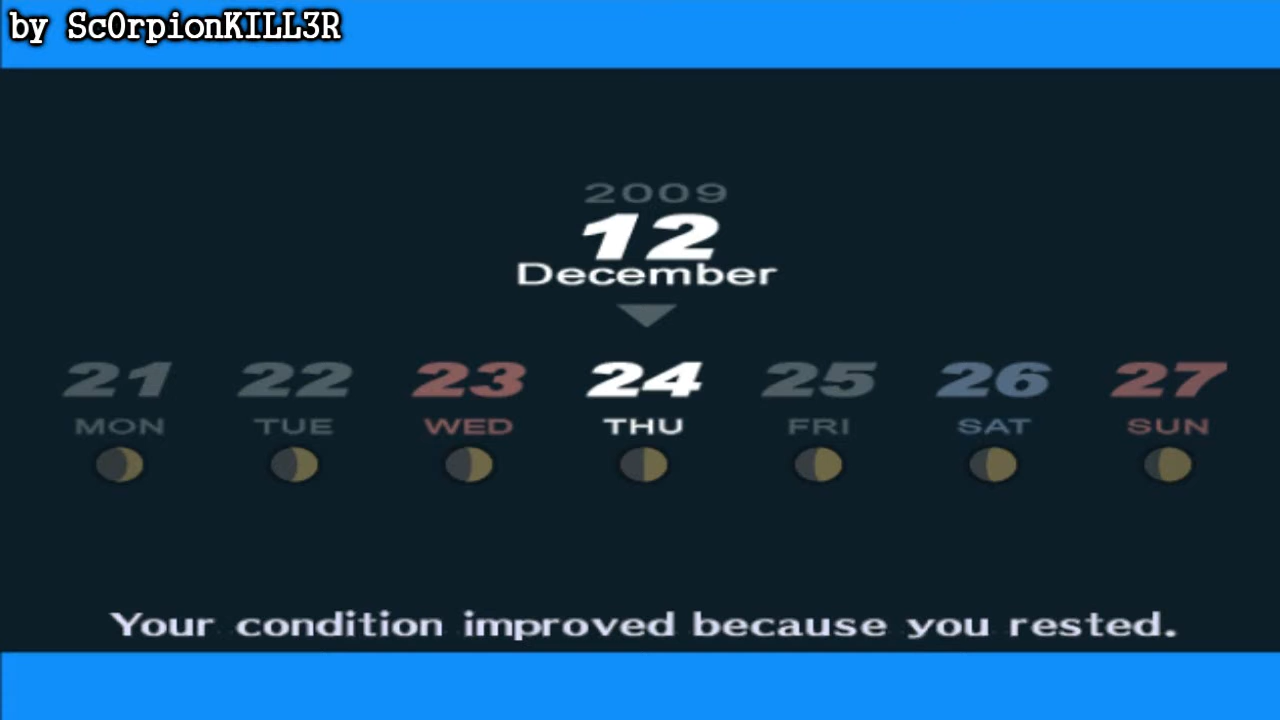 by Sc0rpionKILL3R
2009
12
December
21 22 23 24 25 26 27
MON TUE WED THU FRI SAT SUN
Your condition improved because you rested.